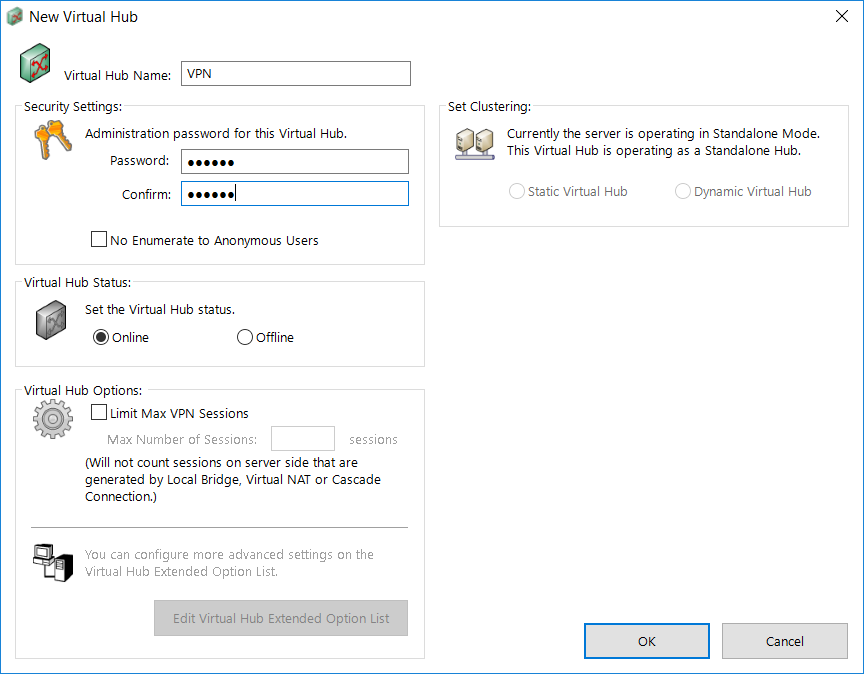 New Virtual Hub
Virtual Hub Name: VPN
Security Settings:
Administration password for this Virtual Hub.
Password: ●●●●●●
Confirm: ●●●●●●
No Enumerate to Anonymous Users
Virtual Hub Status:
Set the Virtual Hub status.
Online Offline
Virtual Hub Options:
Limit Max VPN Sessions
Max Number of Sessions: sessions
(Will not count sessions on server side that are
generated by Local Bridge, Virtual NAT or Cascade
Connection.)
You can configure more advanced settings on the
Virtual Hub Extended Option List.
Edit Virtual Hub Extended Option List
Set Clustering:
Currently the server is operating in Standalone Mode.
This Virtual Hub is operating as a Standalone Hub.
Static Virtual Hub Dynamic Virtual Hub
OK Cancel